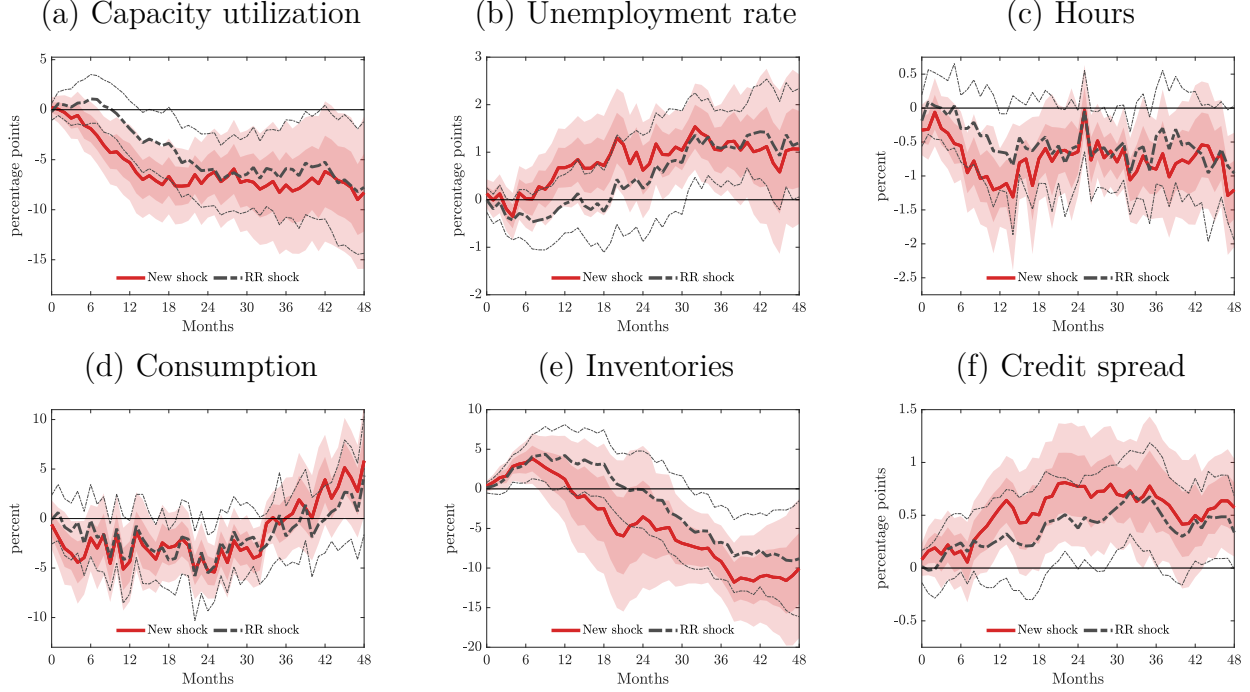 (a) Capacity utilization
(b) Unemployment rate
(c) Hours
percentage points
5
0
-5
-10
-15
New shock
RR shock
0 6 12 18 24 30 36 42 48
Months
percentage points
3
2
1
0
-1
2
New shock
RR shock
0 6 12 18 24 30 36 42 48
Months
percent
0.5
0
-0.5
-1
-1.5
-2
-2.5
New shock
RR shock
0 6 12 18 24 30 36 42 48
Months
(d) Consumption
(e) Inventories
(f) Credit spread
percent
10
5
0
-5
-10
New shock
RR shock
0 6 12 18 24 30 36 42 48
Months
percent
10
5
0
-5
-10
-15
-20
New shock
RR shock
0 6 12 18 24 30 36 42 48
Months
percentage points
1.5
1
0.5
0
-0.5
New shock
RR shock
0 6 12 18 24 30 36 42 48
Months